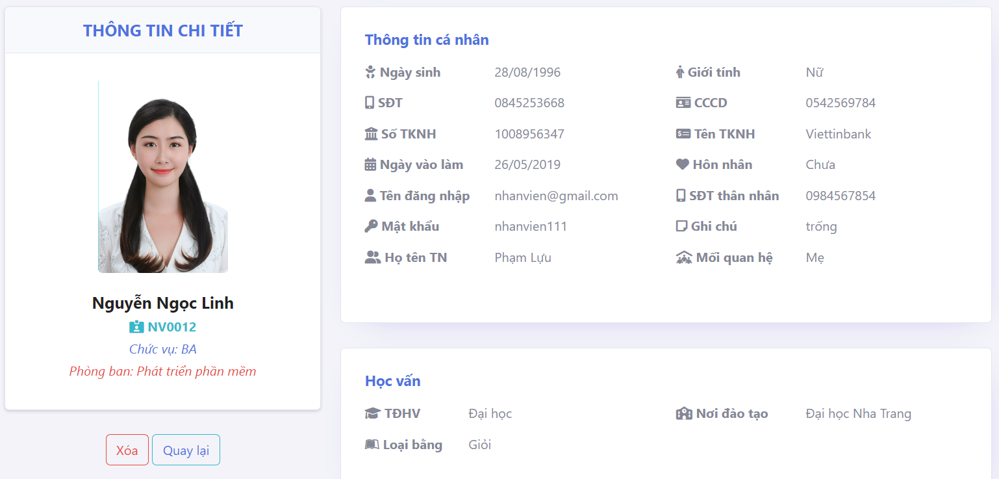 THÔNG TIN CHI TIẾT
Nguyễn Ngọc Linh
NV0012
Chức vụ: BA
Phòng ban: Phát triển phần mềm
Xóa Quay lại
Thông tin cá nhân
Ngày sinh 28/08/1996 Giới tính Nữ
SĐT 0845253668 CCCD 0542569784
Số TKNH 1008956347 Tên TKNH Viettinbank
Ngày vào làm 26/05/2019 Hôn nhân Chưa
Tên đăng nhập nhanvien@gmail.com SĐT thân nhân 0984567854
Mật khẩu nhanvien111 Ghi chú trống
Họ tên TN Phạm Lựu Mối quan hệ Mẹ
Học vấn
TĐHV Đại học Nơi đào tạo Đại học Nha Trang
Loại bằng Giỏi